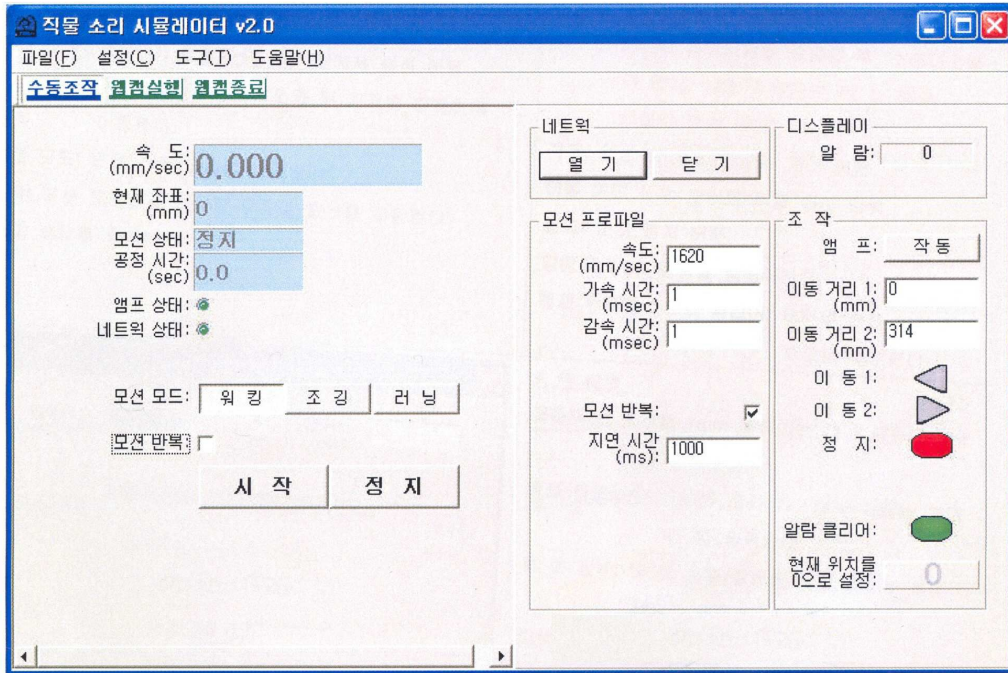 직물 소리 시뮬레이터 v2.0
파일(F) 설정(C) 도구(T) 도움말(H)
수동조작 웹캠실행 웹캠종료
속 도:
(mm/sec)
0.000
현재 좌표:
(mm)
0
모션 상태: 정지
공정 시간:
(sec)
0.0
앰프 상태:
네트웍 상태:
모션 모드: 워 킹 조 깅 러 닝
모션 반복:
시 작 정 지
네트웍
열 기 닫 기
모션 프로파일
속도:
(mm/sec)
1620
가속 시간:
(msec)
1
감속 시간:
(msec)
1
모션 반복:
지연 시간
(ms):
1000
디스플레이
알 람: 0
조 작
앰 프: 작동
이동 거리 1:
(mm)
0
이동 거리 2:
(mm)
314
이 동1:
이 동2:
정 지:
알람 클리어:
현재 위치를
0으로 설정:
0